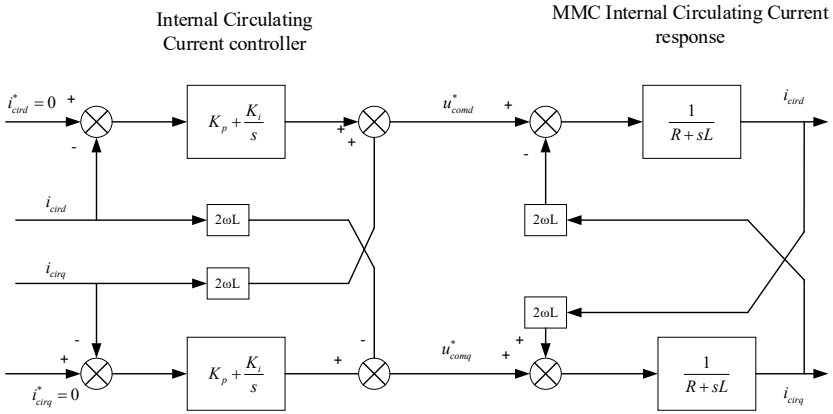 Internal Circulating
Current controller
MMC Internal Circulating Current
response
i*cird = 0
+
-
Kp + Ki/s
+
+
u*comd
+
-
1/(R+sL)
icird
icird
2ωL
2ωL
icirq
2ωL
2ωL
-
+
i*cirq = 0
Kp + Ki/s
-
+
u*comq
+
+
1/(R+sL)
icirq